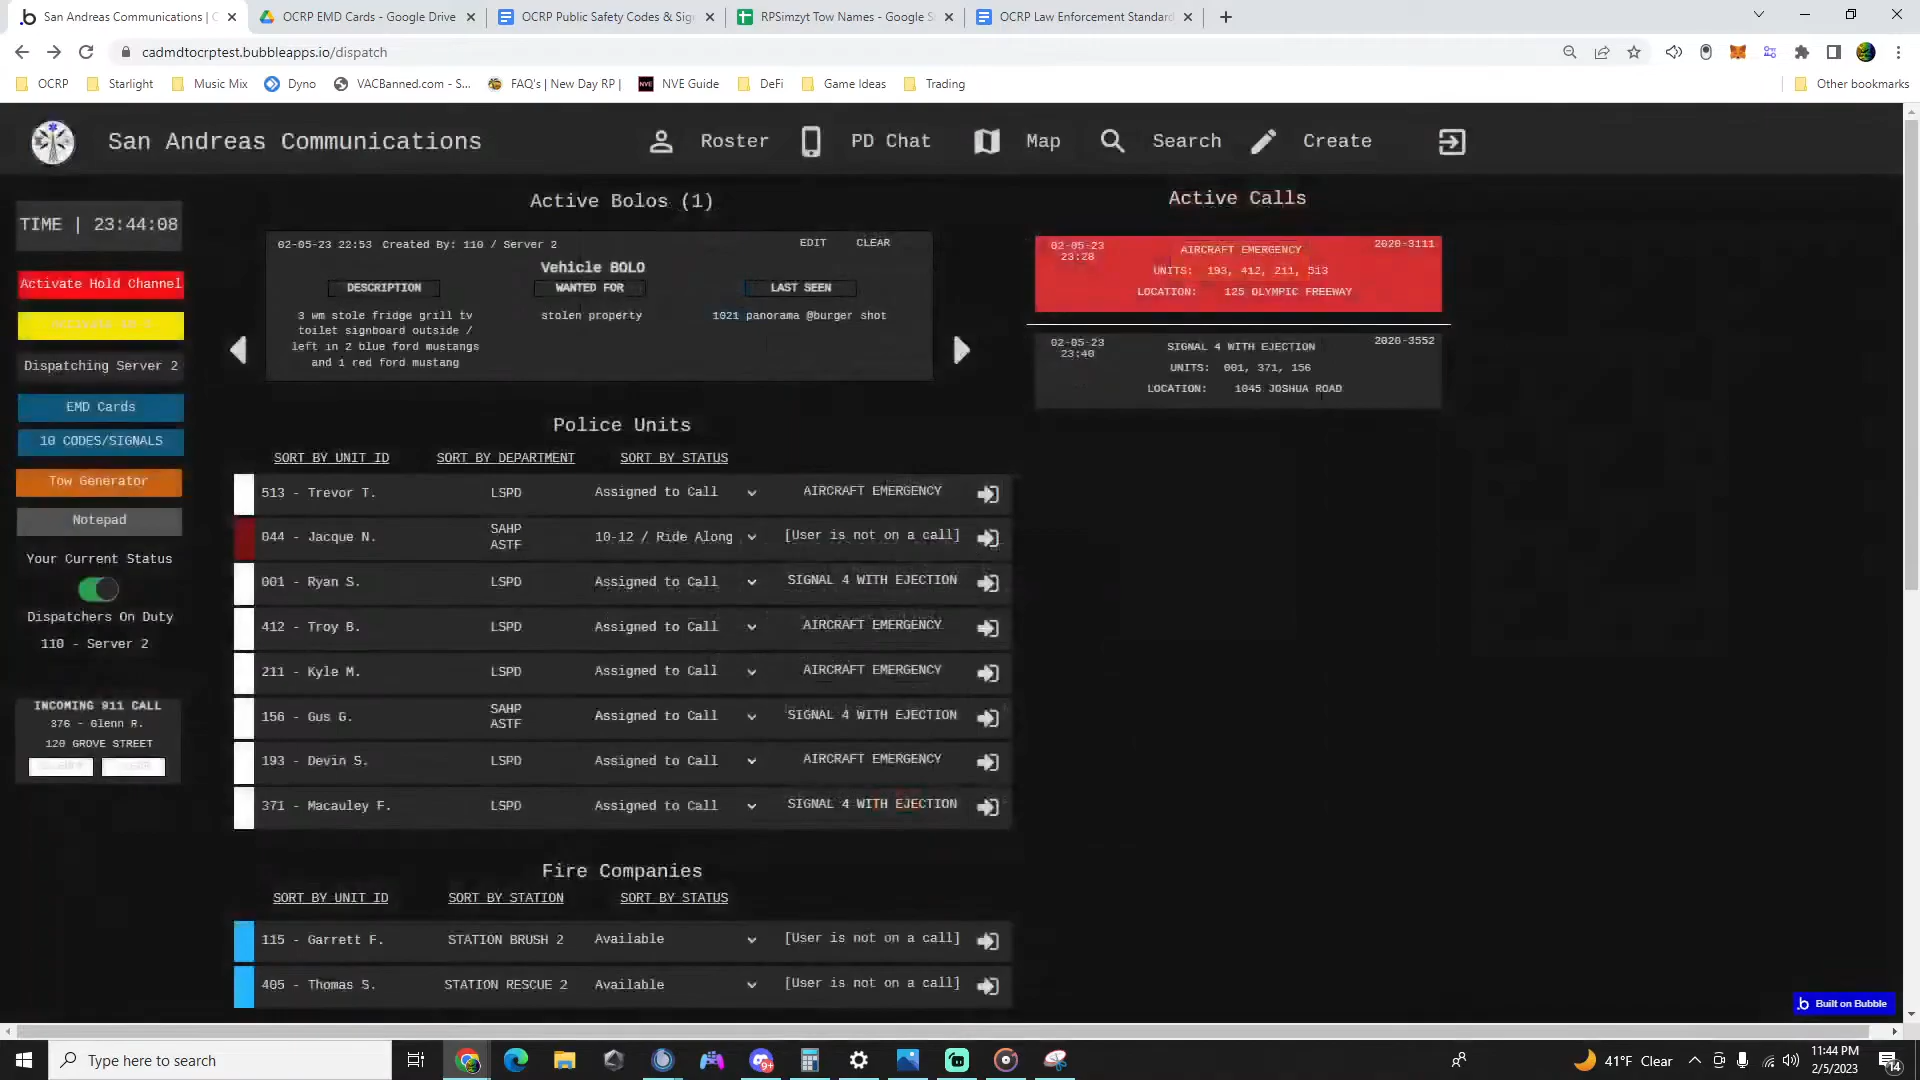 San Andreas Communications | C
OCRP EMD Cards - Google Drive
OCRP Public Safety Codes & Sig
RPSimzyt Tow Names - Google S
OCRP Law Enforcement Standard
cadmdtocrptest.bubbleapps.io/dispatch
OCRP
Starlight
Music Mix
Dyno
VACBanned.com - S...
FAQ's | New Day RP |
NVE Guide
DeFi
Game Ideas
Trading
Other bookmarks
San Andreas Communications
Roster
PD Chat
Map
Search
Create
TIME | 23:44:08
Activate Hold Channel
Dispatching Server 2
EMD Cards
10 CODES/SIGNALS
Tow Generator
Notepad
Your Current Status
Dispatchers On Duty
110 - Server 2
INCOMING 911 CALL
376 - Glenn R.
120 GROVE STREET
Active Bolos (1)
02-05-23 22:53 Created By: 110 / Server 2
EDIT
CLEAR
Vehicle BOLO
DESCRIPTION
WANTED FOR
LAST SEEN
3 wm stole fridge grill tv
toilet signboard outside /
left in 2 blue ford mustangs
and 1 red ford mustang
stolen property
1021 panorama @burger shot
Active Calls
02-05-23
23:28
AIRCRAFT EMERGENCY
2020-3111
UNITS: 193, 412, 211, 513
LOCATION: 125 OLYMPIC FREEWAY
02-05-23
23:40
SIGNAL 4 WITH EJECTION
2020-3552
UNITS: 001, 371, 156
LOCATION: 1045 JOSHUA ROAD
Police Units
SORT BY UNIT ID SORT BY DEPARTMENT SORT BY STATUS
513 - Trevor T. LSPD Assigned to Call AIRCRAFT EMERGENCY
044 - Jacque N. SAHP ASTF 10-12 / Ride Along [User is not on a call]
001 - Ryan S. LSPD Assigned to Call SIGNAL 4 WITH EJECTION
412 - Troy B. LSPD Assigned to Call AIRCRAFT EMERGENCY
211 - Kyle M. LSPD Assigned to Call AIRCRAFT EMERGENCY
156 - Gus G. SAHP ASTF Assigned to Call SIGNAL 4 WITH EJECTION
193 - Devin S. LSPD Assigned to Call AIRCRAFT EMERGENCY
371 - Macauley F. LSPD Assigned to Call SIGNAL 4 WITH EJECTION
Fire Companies
SORT BY UNIT ID SORT BY STATION SORT BY STATUS
115 - Garrett F. STATION BRUSH 2 Available [User is not on a call]
405 - Thomas S. STATION RESCUE 2 Available [User is not on a call]
Built on Bubble
Type here to search
9+
41°F Clear
11:44 PM
2/5/2023
14